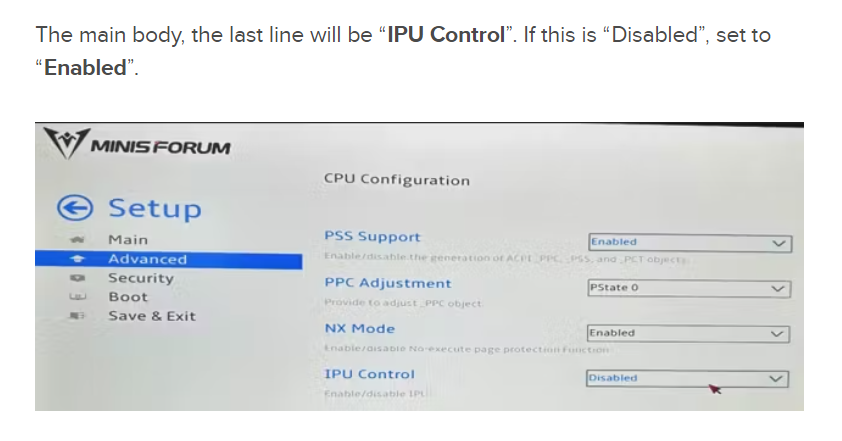 The main body, the last line will be “IPU Control”. If this is “Disabled”, set to
“Enabled”.
MINISFORUM
CPU Configuration
Setup
PSS Support Enabled
Main
Enable/disable the generation of ACPI _PPC, _PSS, and _PCT objects.
Advanced
Security
PPC Adjustment PState 0
Boot
Provide to adjust _PPC object.
Save & Exit
NX Mode Enabled
Enable/disable No-execute page protection Function.
IPU Control Disabled
Enable/disable IPU